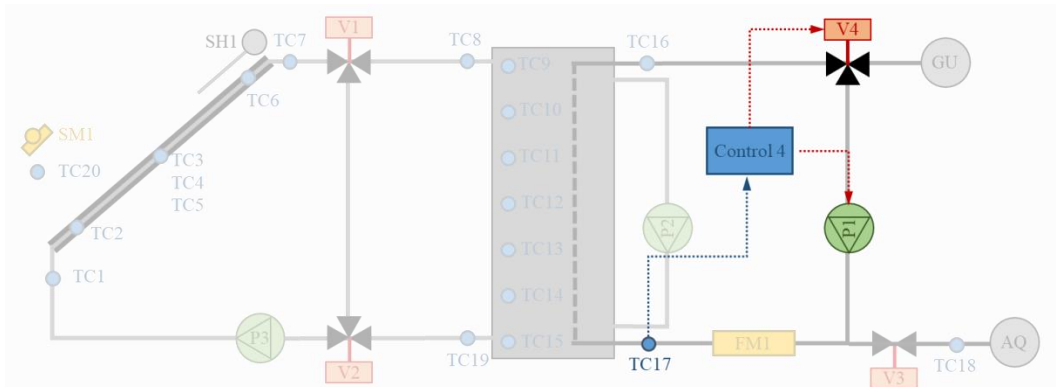 V1
V4
SH1
TC7
TC8
TC16
TC9
GU
TC6
TC10
SM1
Control 4
TC3
TC11
TC20
TC4
TC5
TC12
TC2
P2
P1
TC13
TC1
TC14
P3
TC15
FM1
AQ
TC19
TC17
TC18
V2
V3